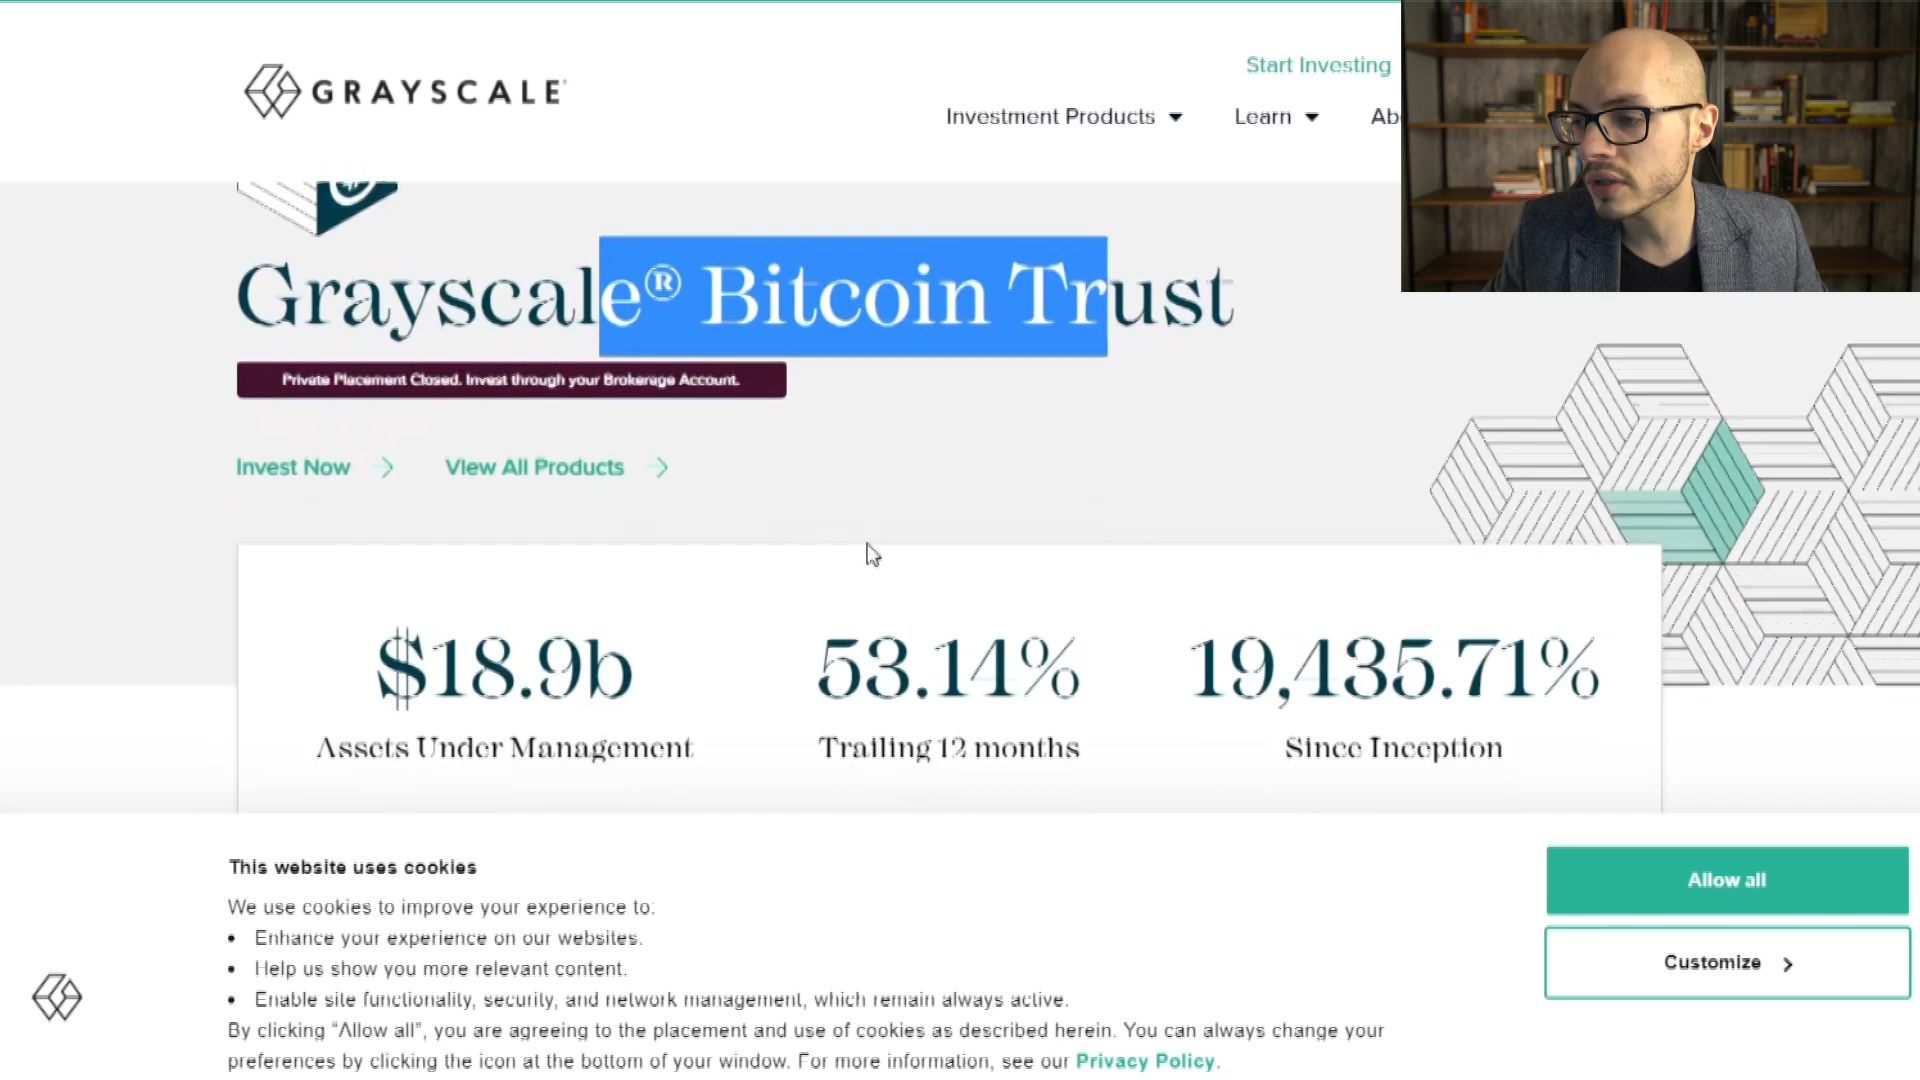 GRAYSCALE®
Start Investing
Investment Products
Learn
Ab
Grayscale® Bitcoin Trust
Private Placement Closed. Invest through your Brokerage Account.
Invest Now
View All Products
$18.9b
53.14%
19,435.71%
Assets Under Management
Trailing 12 months
Since Inception
This website uses cookies
We use cookies to improve your experience to:
• Enhance your experience on our websites.
• Help us show you more relevant content.
• Enable site functionality, security, and network management, which remain always active.
By clicking “Allow all”, you are agreeing to the placement and use of cookies as described herein. You can always change your
preferences by clicking the icon at the bottom of your window. For more information, see our Privacy Policy.
Allow all
Customize